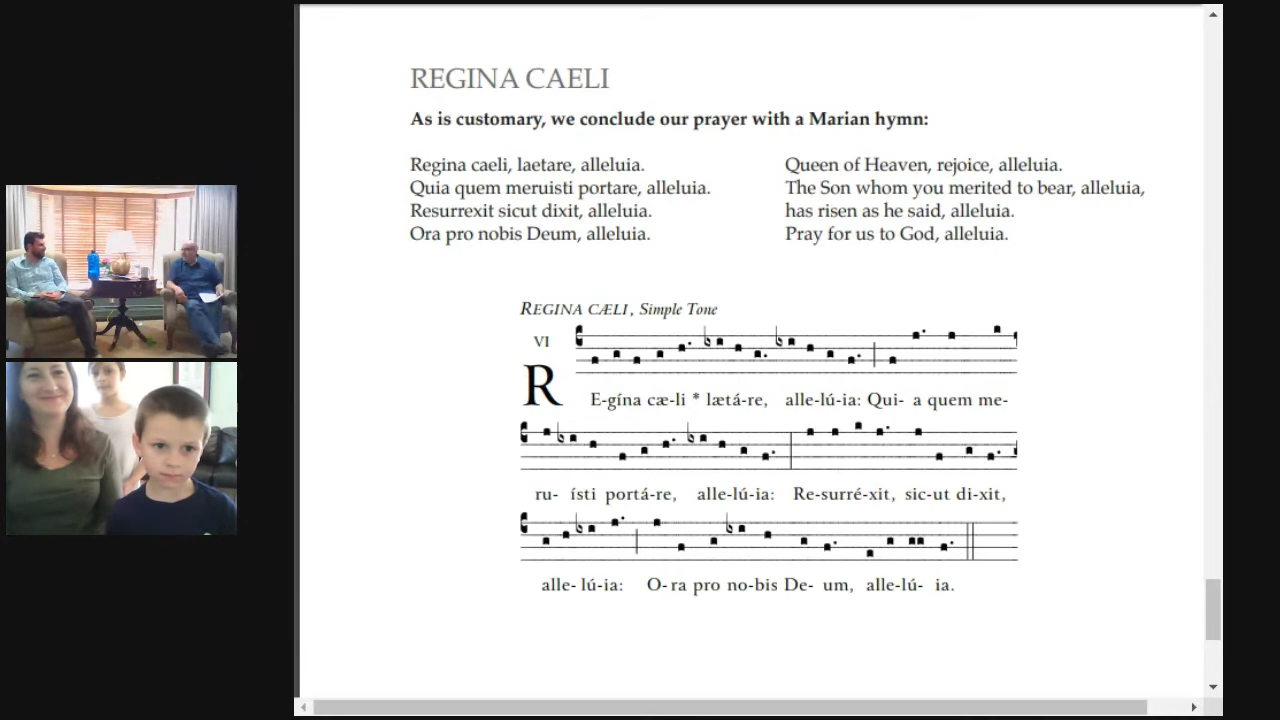 REGINA CAELI
As is customary, we conclude our prayer with a Marian hymn:
Regina caeli, laetare, alleluia.
Quia quem meruisti portare, alleluia.
Resurrexit sicut dixit, alleluia.
Ora pro nobis Deum, alleluia.
Queen of Heaven, rejoice, alleluia.
The Son whom you merited to bear, alleluia,
has risen as he said, alleluia.
Pray for us to God, alleluia.
REGINA CÆLI, Simple Tone
VI
R E-gína cæ-li * lætá-re, alle-lú-ia: Qui- a quem me-
ru- ísti portá-re, alle-lú-ia: Re-surré-xit, sic-ut di-xit,
alle- lú-ia: O- ra pro no-bis De- um, alle-lú- ia.